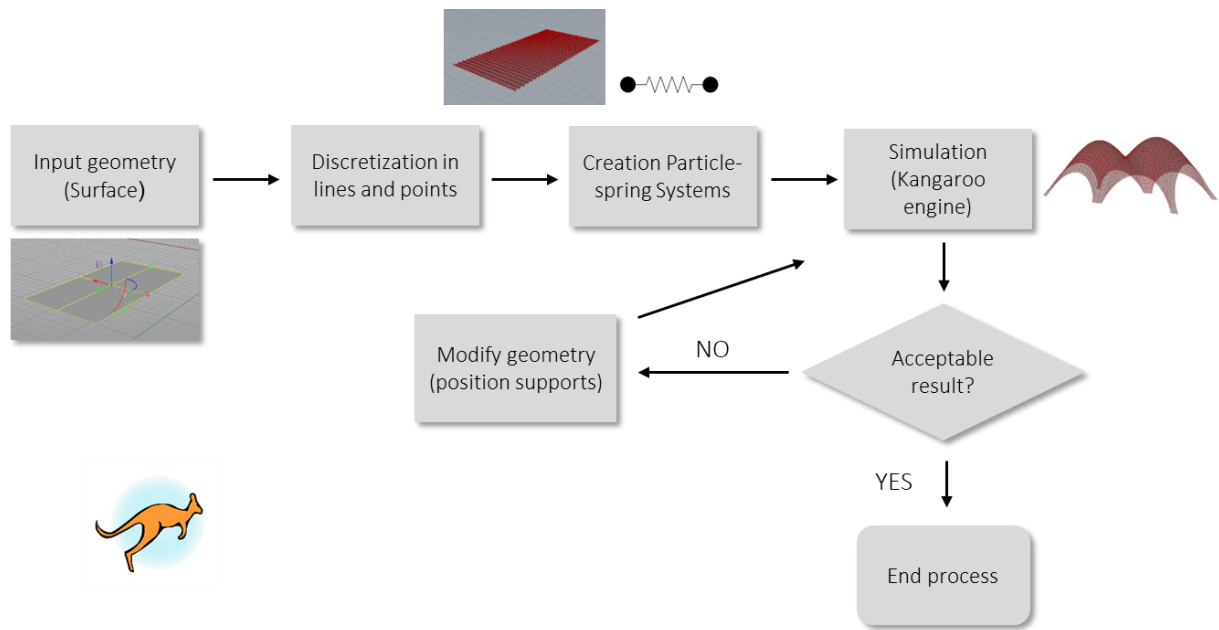 Input geometry
(Surface)
Discretization in
lines and points
Creation Particle-
spring Systems
Simulation
(Kangaroo
engine)
Modify geometry
(position supports)
NO
Acceptable
result?
YES
End process